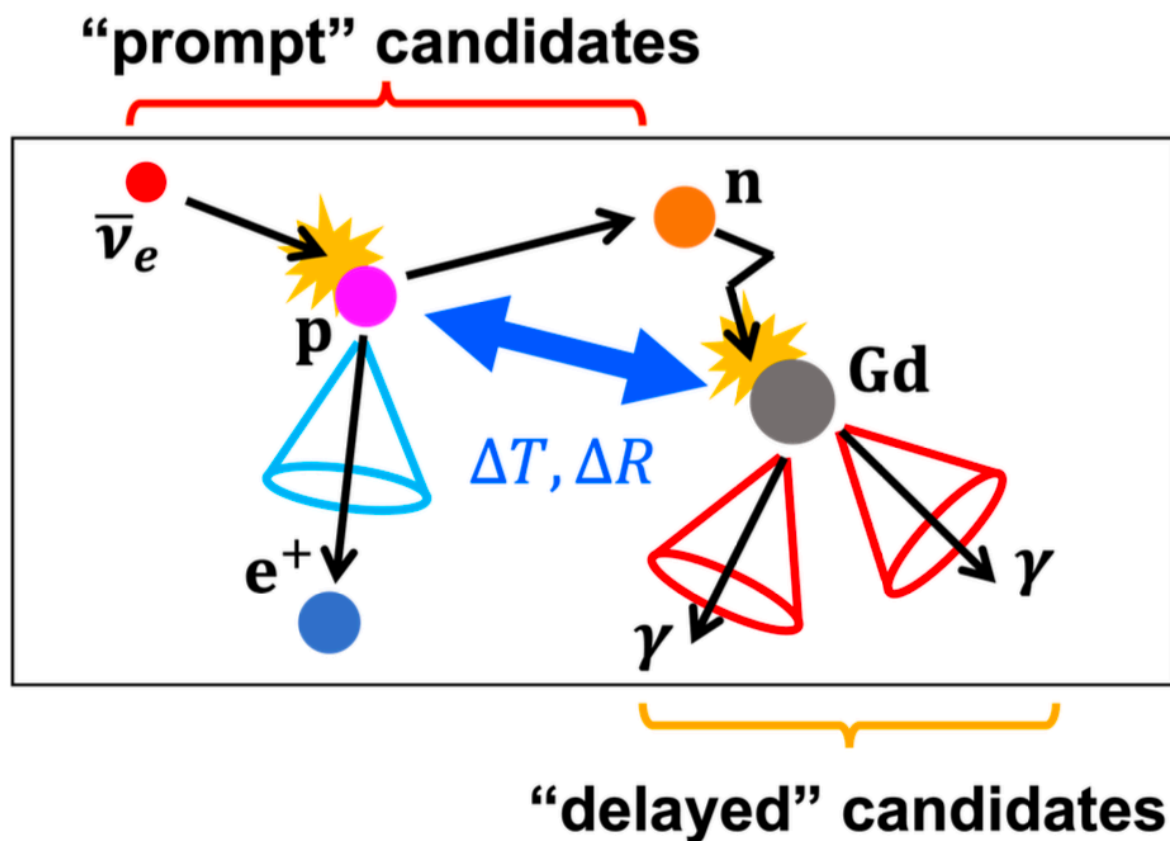 “prompt” candidates
n
ν̅ₑ
p
Gd
ΔT, ΔR
e⁺
γ
γ
“delayed” candidates